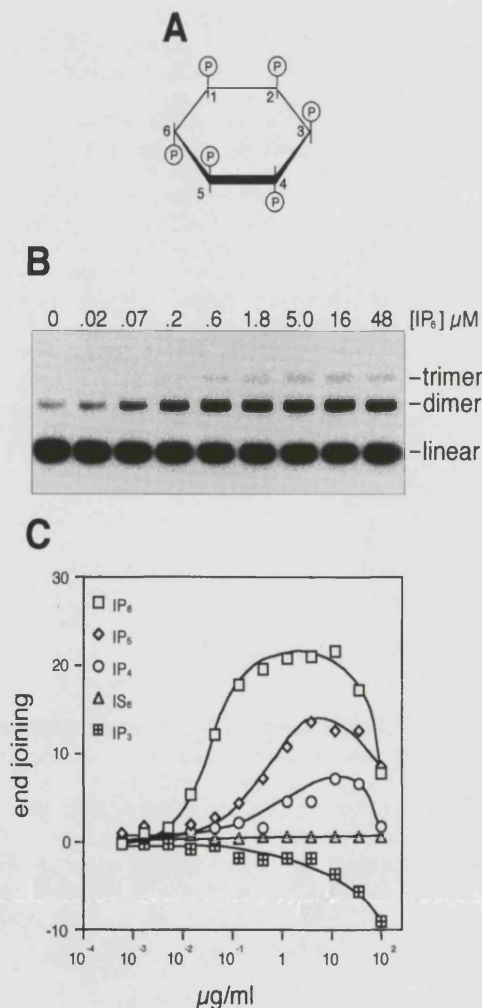 A
P P
1 2
6 3 P
P P
5 4
P
B
0 .02 .07 .2 .6 1.8 5.0 16 48 [IP₆] µM
-trimer
-dimer
-linear
C
30
IP₆
IP₅
20
IP₄
IS₆
IP₃
10
end joining
0
-10
10⁻⁴ 10⁻³ 10⁻² 10⁻¹ 1 10 10²
µg/ml